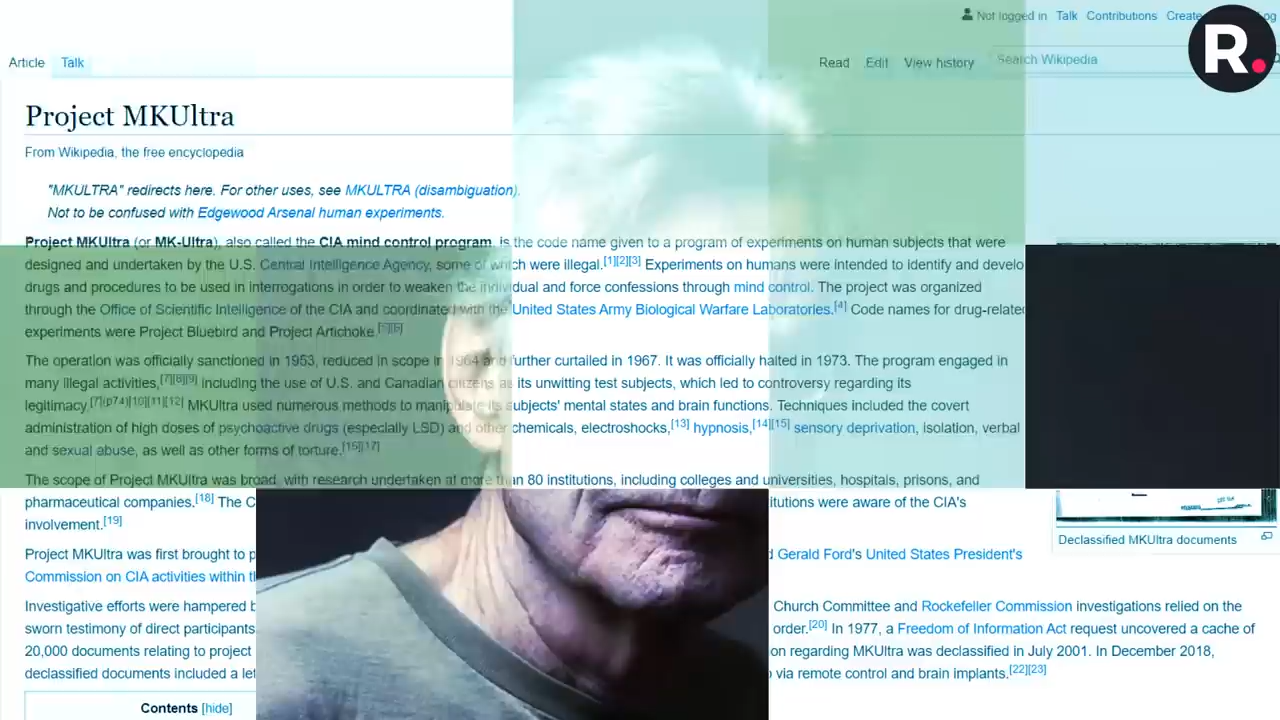 Not logged in Talk Contributions Create
R.
Article Talk Read Edit View history Search Wikipedia
Project MKUltra
From Wikipedia, the free encyclopedia
"MKULTRA" redirects here. For other uses, see MKULTRA (disambiguation).
Not to be confused with Edgewood Arsenal human experiments.
Project MKUltra (or MK-Ultra), also called the CIA mind control program, is the code name given to a program of experiments on human subjects that were
designed and undertaken by the U.S. Central Intelligence Agency, some of which were illegal.[1][2][3] Experiments on humans were intended to identify and develo
drugs and procedures to be used in interrogations in order to weaken the individual and force confessions through mind control. The project was organized
through the Office of Scientific Intelligence of the CIA and coordinated with the United States Army Biological Warfare Laboratories.[4] Code names for drug-related
experiments were Project Bluebird and Project Artichoke.[5][6]
The operation was officially sanctioned in 1953, reduced in scope in 1964 and further curtailed in 1967. It was officially halted in 1973. The program engaged in
many illegal activities,[7][8][9] including the use of U.S. and Canadian citizens as its unwitting test subjects, which led to controversy regarding its
legitimacy.[7](p74)[10][11][12] MKUltra used numerous methods to manipulate its subjects' mental states and brain functions. Techniques included the covert
administration of high doses of psychoactive drugs (especially LSD) and other chemicals, electroshocks,[13] hypnosis,[14][15] sensory deprivation, isolation, verbal
and sexual abuse, as well as other forms of torture.[16][17]
The scope of Project MKUltra was broad, with research undertaken at more than 80 institutions, including colleges and universities, hospitals, prisons, and
pharmaceutical companies.[18] The C itutions were aware of the CIA's
involvement.[19]
Declassified MKUltra documents
Project MKUltra was first brought to p d Gerald Ford's United States President's
Commission on CIA activities within t
Investigative efforts were hampered b Church Committee and Rockefeller Commission investigations relied on the
sworn testimony of direct participants order.[20] In 1977, a Freedom of Information Act request uncovered a cache of
20,000 documents relating to project on regarding MKUltra was declassified in July 2001. In December 2018,
declassified documents included a let via remote control and brain implants.[22][23]
Contents [hide]